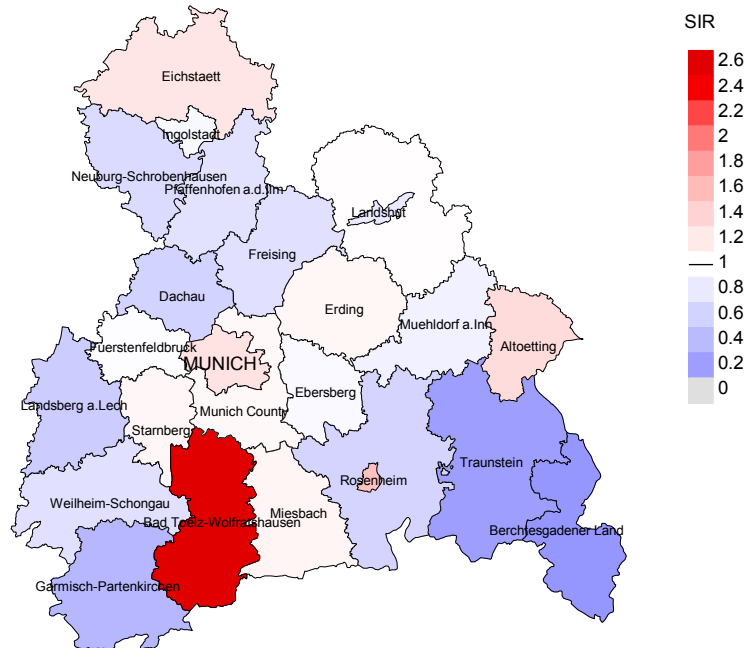 SIR
2.6
2.4
2.2
2
1.8
1.6
1.4
1.2
1
0.8
0.6
0.4
0.2
0
Eichstaett
Ingolstadt
Neuburg-Schrobenhausen
Pfaffenhofen a.d.Ilm
Landshut
Freising
Dachau
Erding
Muehldorf a.Inn
Altoetting
Fuerstenfeldbruck
MUNICH
Ebersberg
Landsberg a.Lech
Munich County
Starnberg
Traunstein
Rosenheim
Weilheim-Schongau
Miesbach
Bad Toelz-Wolfratshausen
Berchtesgadener Land
Garmisch-Partenkirchen